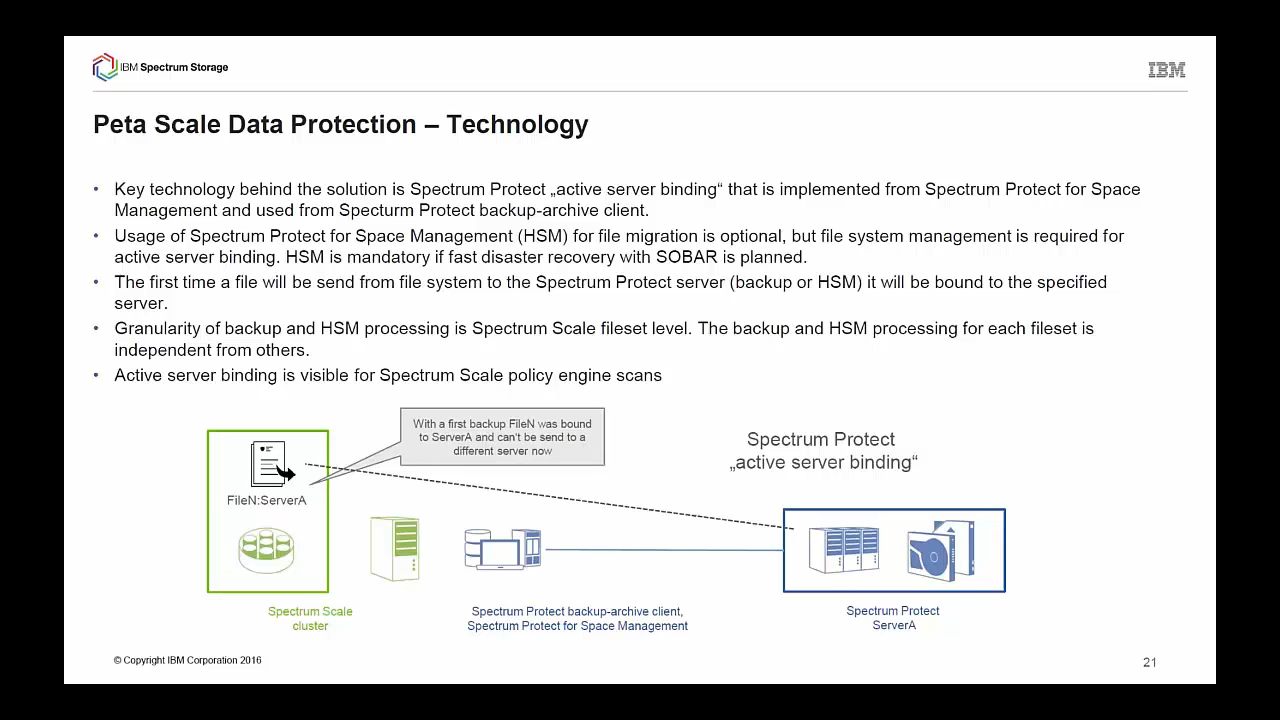 IBM Spectrum Storage
IBM
Peta Scale Data Protection – Technology
• Key technology behind the solution is Spectrum Protect „active server binding“ that is implemented from Spectrum Protect for Space
Management and used from Specturm Protect backup-archive client.
• Usage of Spectrum Protect for Space Management (HSM) for file migration is optional, but file system management is required for
active server binding. HSM is mandatory if fast disaster recovery with SOBAR is planned.
• The first time a file will be send from file system to the Spectrum Protect server (backup or HSM) it will be bound to the specified
server.
• Granularity of backup and HSM processing is Spectrum Scale fileset level. The backup and HSM processing for each fileset is
independent from others.
• Active server binding is visible for Spectrum Scale policy engine scans
With a first backup FileN was bound
to ServerA and can't be send to a
different server now
Spectrum Protect
„active server binding“
FileN:ServerA
Spectrum Scale
cluster
Spectrum Protect backup-archive client,
Spectrum Protect for Space Management
Spectrum Protect
ServerA
© Copyright IBM Corporation 2016
21